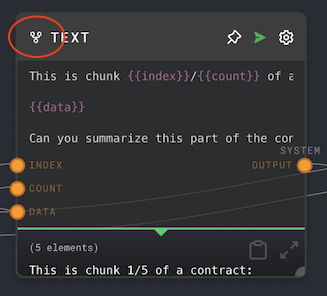 TEXT
This is chunk {{index}}/{{count}} of a
{{data}}
Can you summarize this part of the con
SYSTEM
INDEX
OUTPUT
COUNT
DATA
(5 elements)
This is chunk 1/5 of a contract: